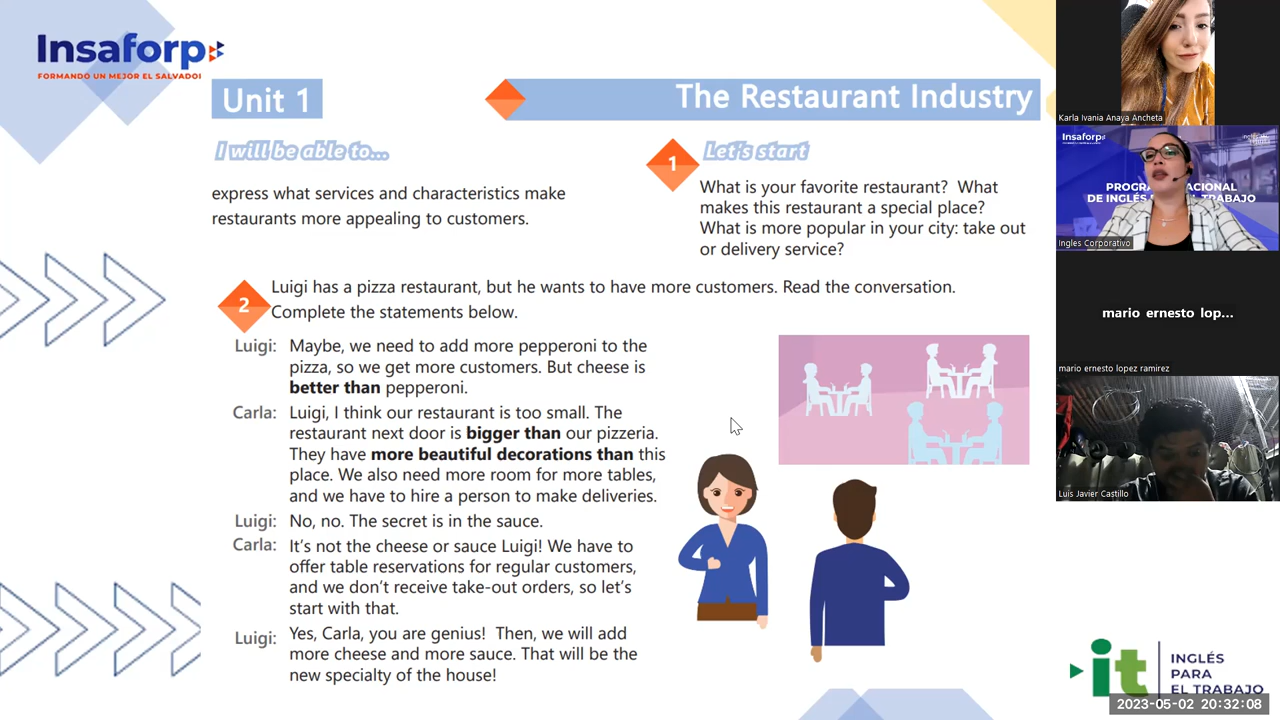 Insaforp
FORMANDO UN MEJOR EL SALVADOR
Unit 1
The Restaurant Industry
I will be able to...
express what services and characteristics make
restaurants more appealing to customers.
1
Let's start
What is your favorite restaurant?  What
makes this restaurant a special place?
What is more popular in your city: take out
or delivery service?
2
Luigi has a pizza restaurant, but he wants to have more customers. Read the conversation.
Complete the statements below.
Luigi: Maybe, we need to add more pepperoni to the
pizza, so we get more customers. But cheese is
better than pepperoni.
Carla: Luigi, I think our restaurant is too small. The
restaurant next door is bigger than our pizzeria.
They have more beautiful decorations than this
place. We also need more room for more tables,
and we have to hire a person to make deliveries.
Luigi: No, no. The secret is in the sauce.
Carla: It's not the cheese or sauce Luigi! We have to
offer table reservations for regular customers,
and we don't receive take-out orders, so let's
start with that.
Luigi: Yes, Carla, you are genius!  Then, we will add
more cheese and more sauce. That will be the
new specialty of the house!
Karla Ivania Anaya Ancheta
Insaforp
Ingles Corporativo
mario ernesto lop...
mario ernesto lopez ramirez
Luis Javier Castillo
it
INGLÉS
PARA
EL TRABAJO
2023-05-02 20:32:08